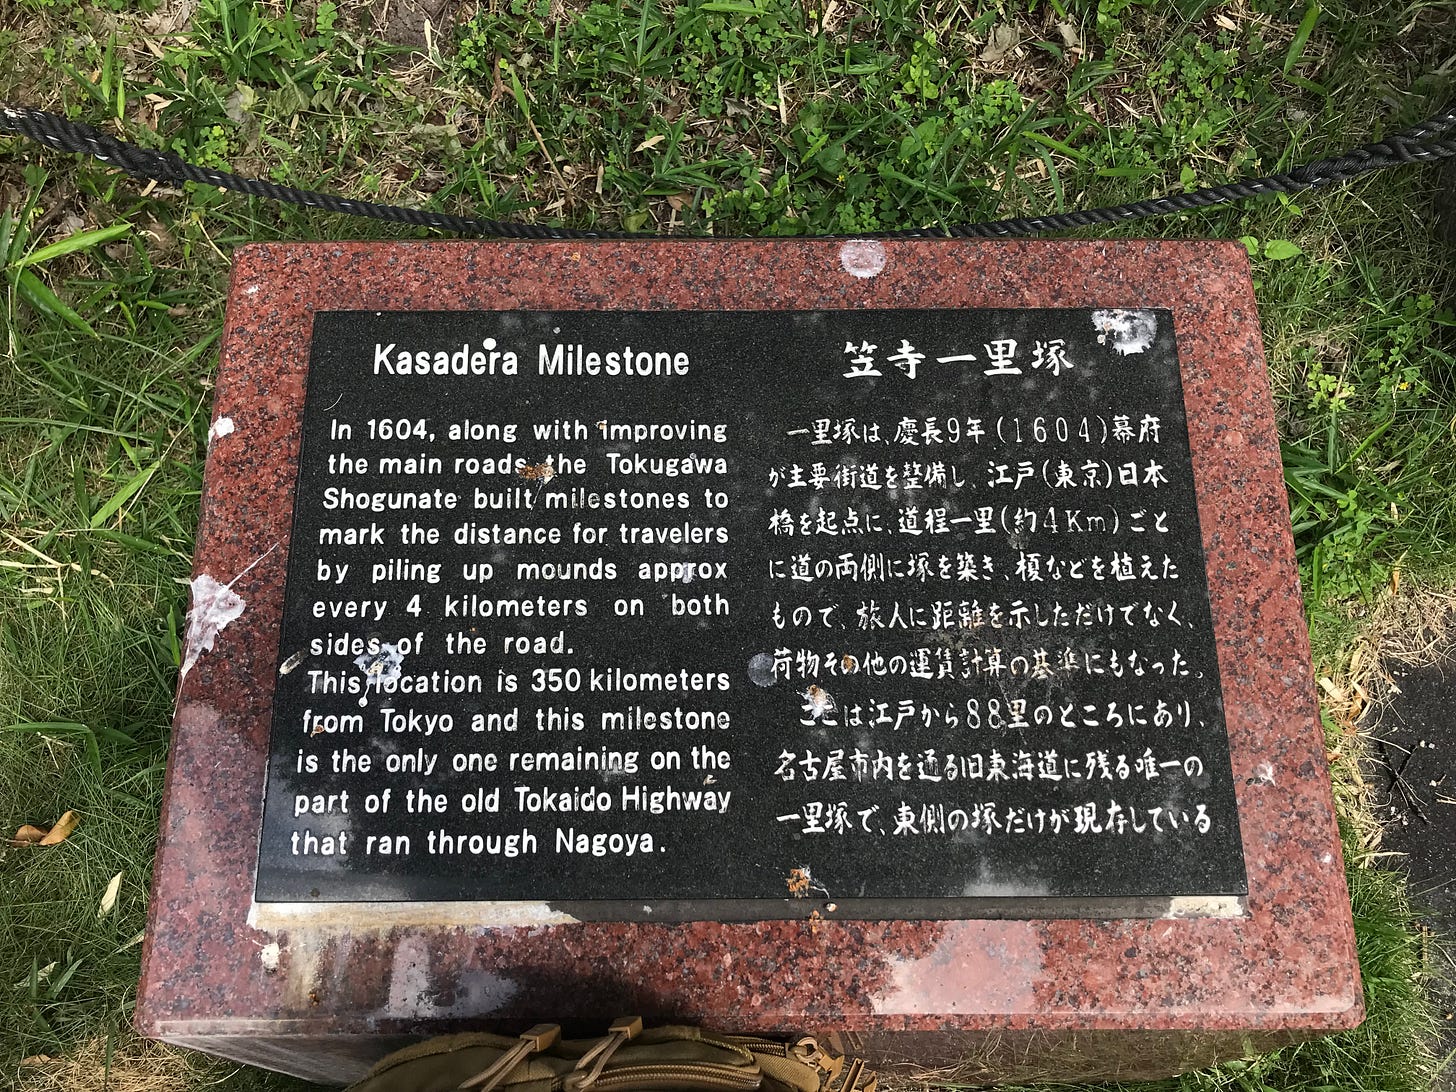 Kasadera Milestone
In 1604, along with improving
the main roads, the Tokugawa
Shogunate built milestones to
mark the distance for travelers
by piling up mounds approx
every 4 kilometers on both
sides of the road.
This location is 350 kilometers
from Tokyo and this milestone
is the only one remaining on the
part of the old Tokaido Highway
that ran through Nagoya.
笠寺一里塚
一里塚は、慶長9年(1604)幕府
が主要街道を整備し、江戸(東京)日本
橋を起点に、道程一里(約4Km)ごと
に道の両側に塚を築き、榎などを植えた
もので、旅人に距離を示しただけでなく、
荷物その他の運賃計算の基準にもなった。
ここは江戸から88里のところにあり、
名古屋市内を通る旧東海道に残る唯一の
一里塚で、東側の塚だけが現存している